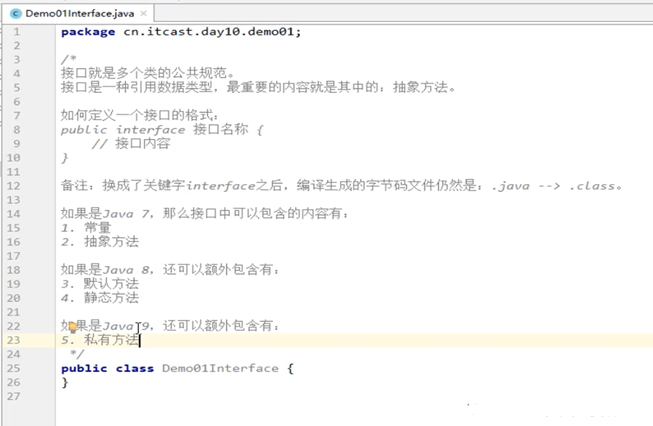 Demo01Interface.java
1 package cn.itcast.day10.demo01;
2
3 /*
4 接口就是多个类的公共规范。
5 接口是一种引用数据类型，最重要的内容就是其中的：抽象方法。
6
7 如何定义一个接口的格式：
8 public interface 接口名称 {
9 // 接口内容
10 }
11
12 备注：换成了关键字interface之后，编译生成的字节码文件仍然是：.java --> .class。
13
14 如果是Java 7，那么接口中可以包含的内容有：
15 1. 常量
16 2. 抽象方法
17
18 如果是Java 8，还可以额外包含有：
19 3. 默认方法
20 4. 静态方法
21
22 如果是Java 9，还可以额外包含有：
23 5. 私有方法
24 */
25 public class Demo01Interface {
26 }
27